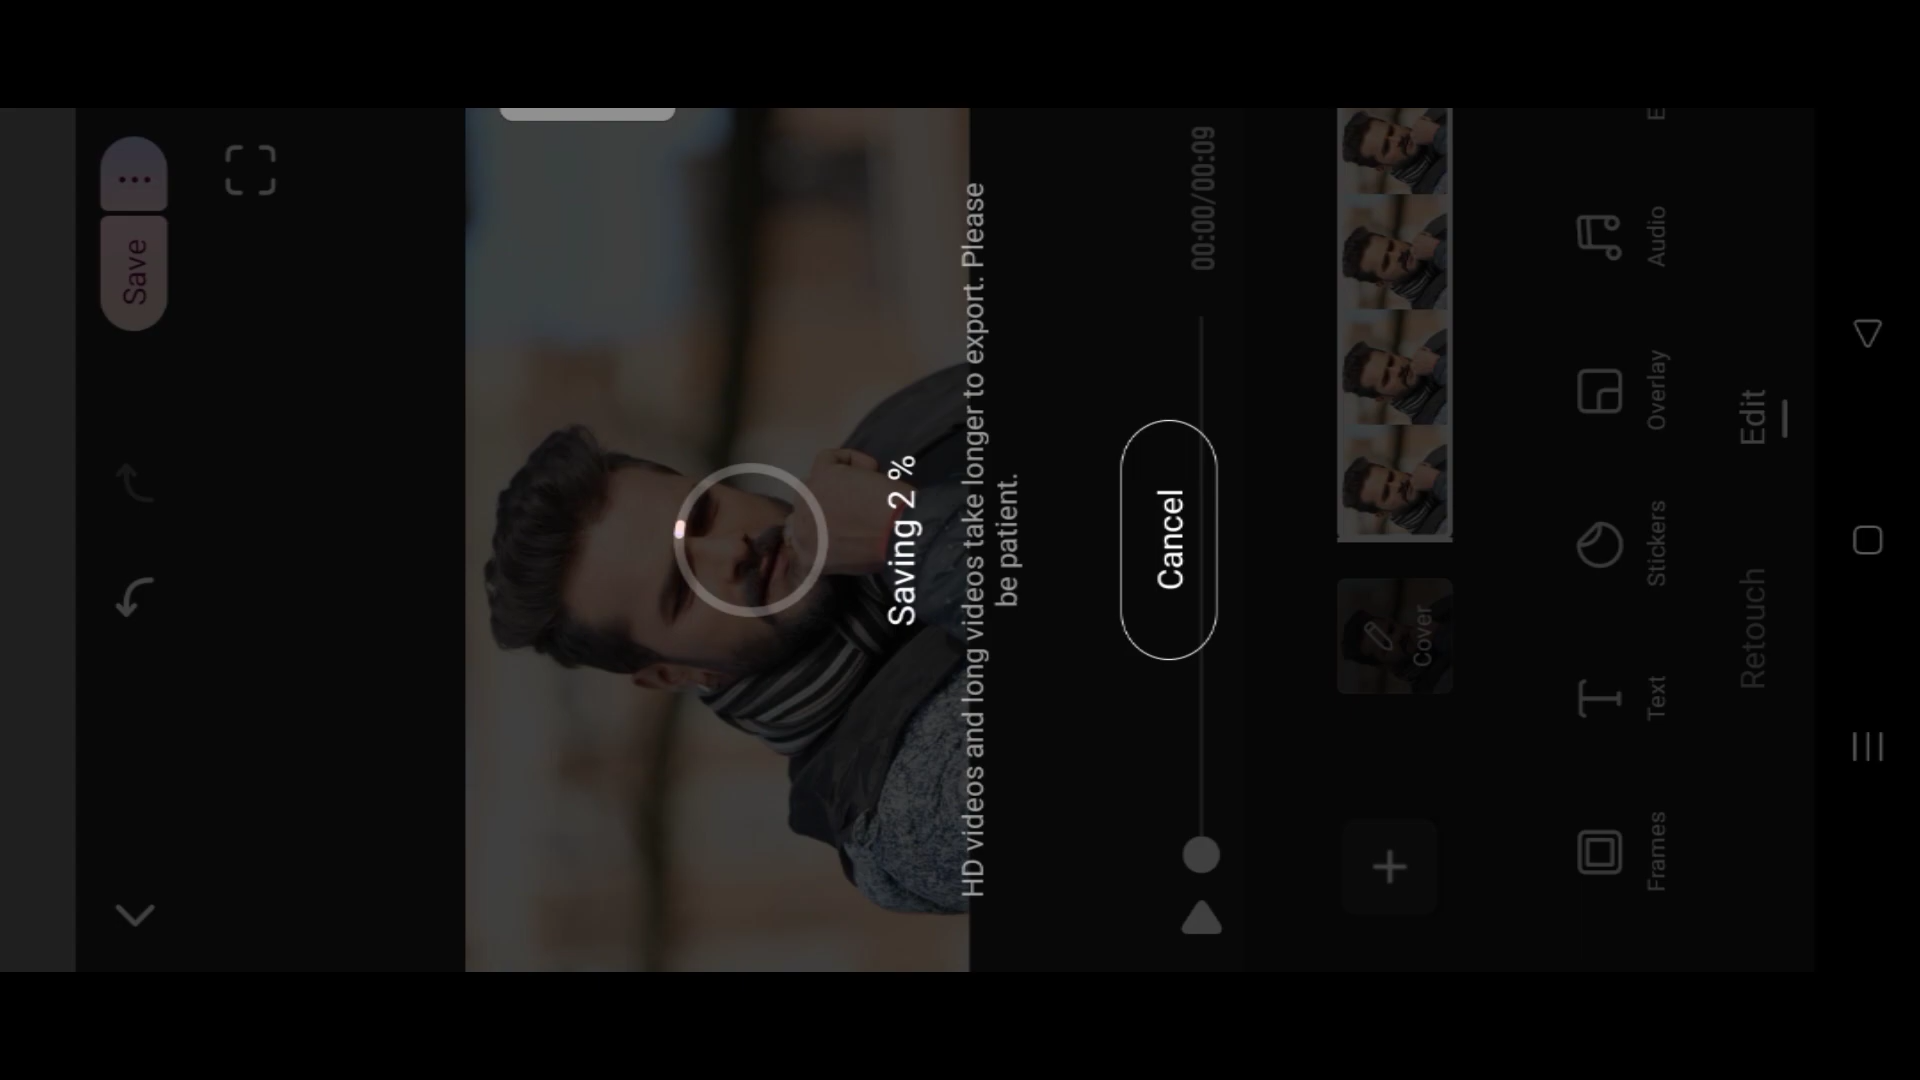 Save
Saving 2 %
HD videos and long videos take longer to export. Please
be patient.
Cancel
00:00/00:09
Cover
Frames
Text
Stickers
Overlay
Audio
E
Retouch
Edit